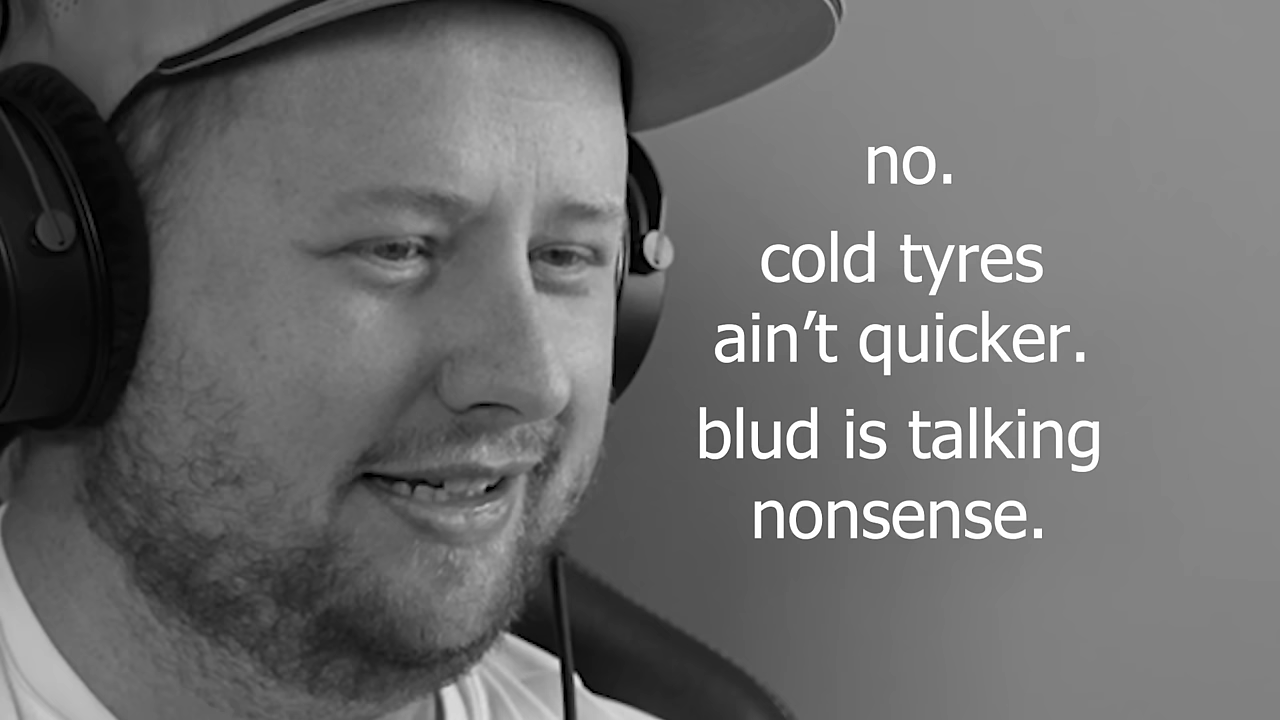 no.
cold tyres
ain’t quicker.
blud is talking
nonsense.